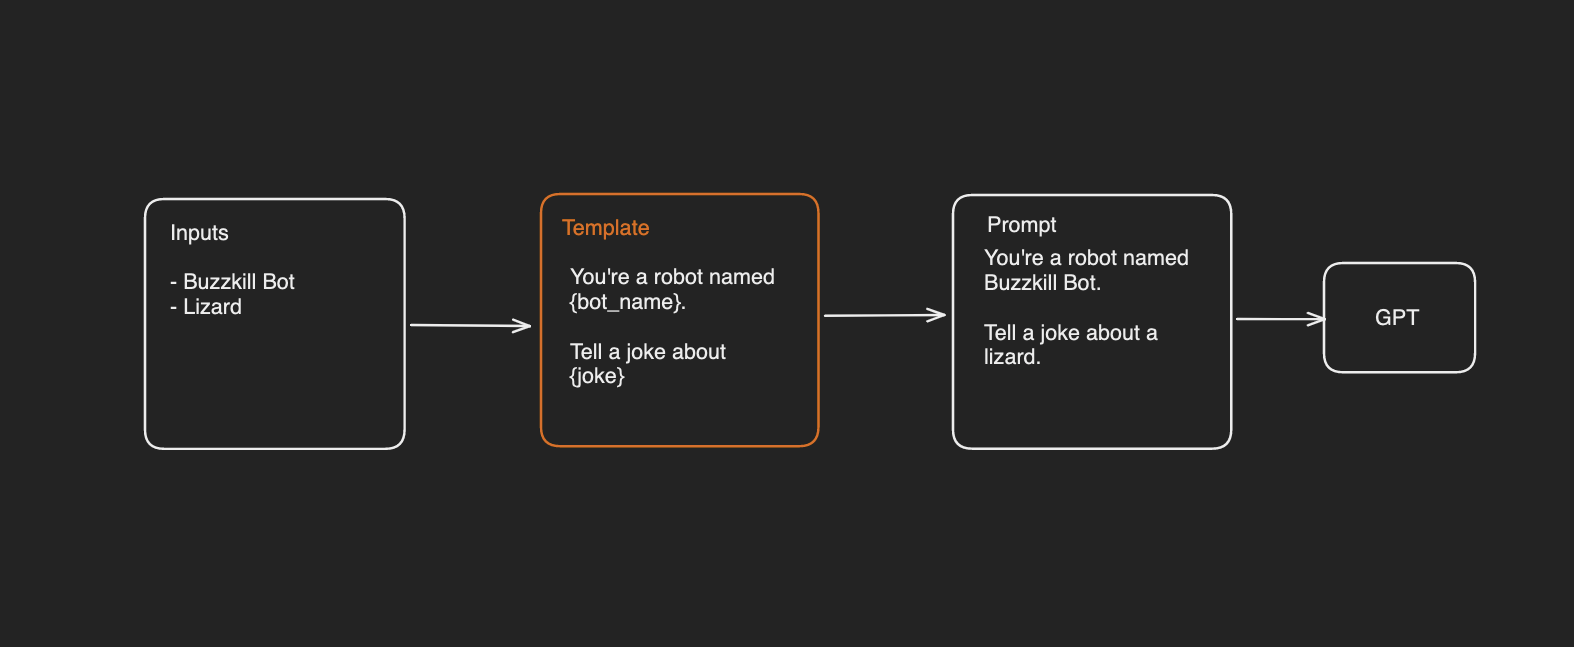 Inputs
- Buzzkill Bot
- Lizard
Template
You're a robot named
{bot_name}.
Tell a joke about
{joke}
Prompt
You're a robot named
Buzzkill Bot.
Tell a joke about a
lizard.
GPT